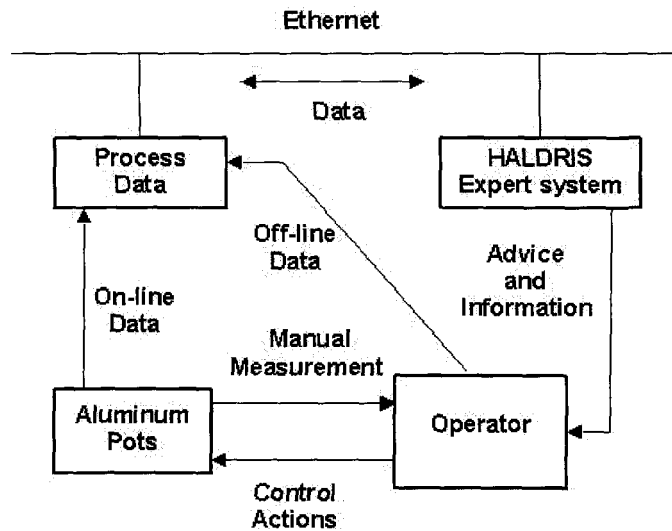 Ethernet
Data
Process
Data
HALDRIS
Expert system
Off-line
Data
Advice
and
Information
On-line
Data
Manual
Measurement
Aluminum
Pots
Operator
Control
Actions